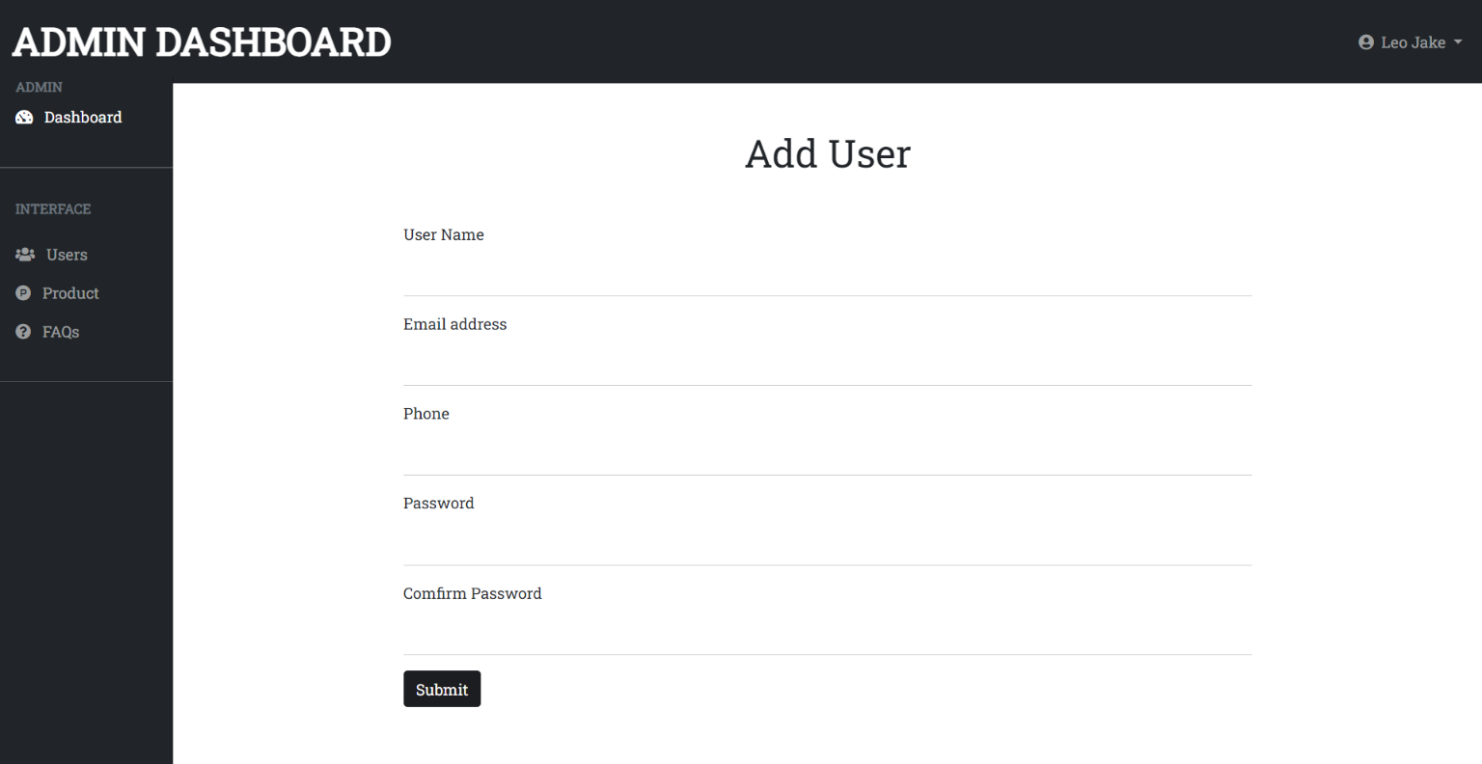 ADMIN DASHBOARD
Leo Jake
ADMIN
Dashboard
INTERFACE
Users
Product
FAQs
Add User
User Name
Email address
Phone
Password
Comfirm Password
Submit